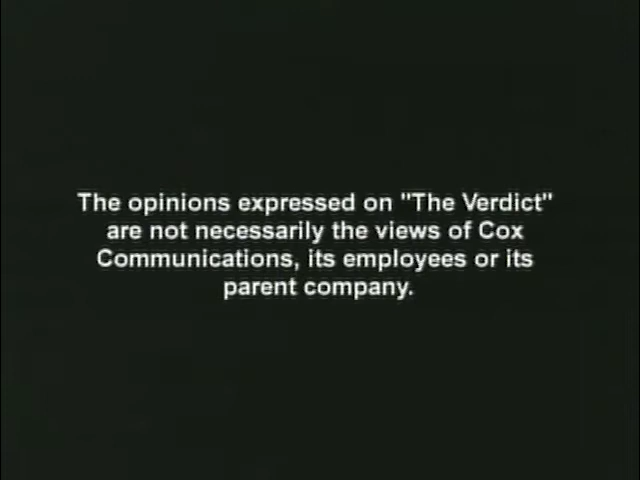 The opinions expressed on "The Verdict"
are not necessarily the views of Cox
Communications, its employees or its
parent company.